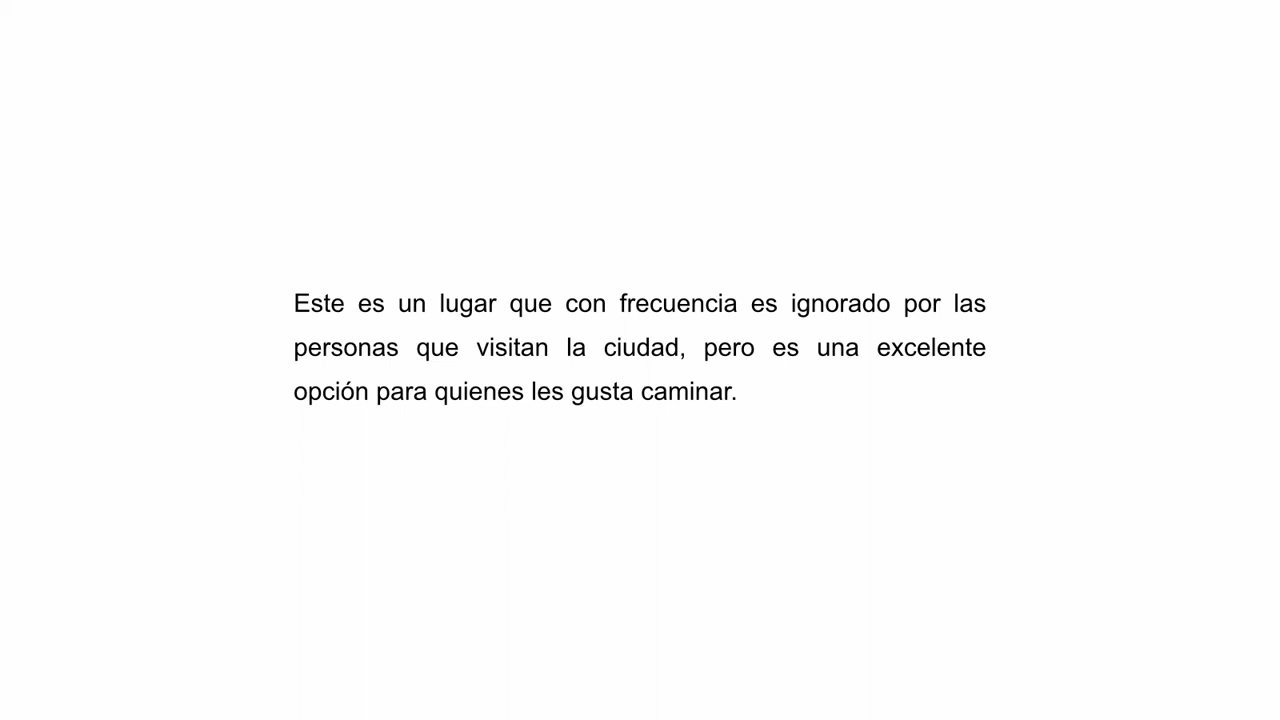 Este es un lugar que con frecuencia es ignorado por las
personas que visitan la ciudad, pero es una excelente
opción para quienes les gusta caminar.